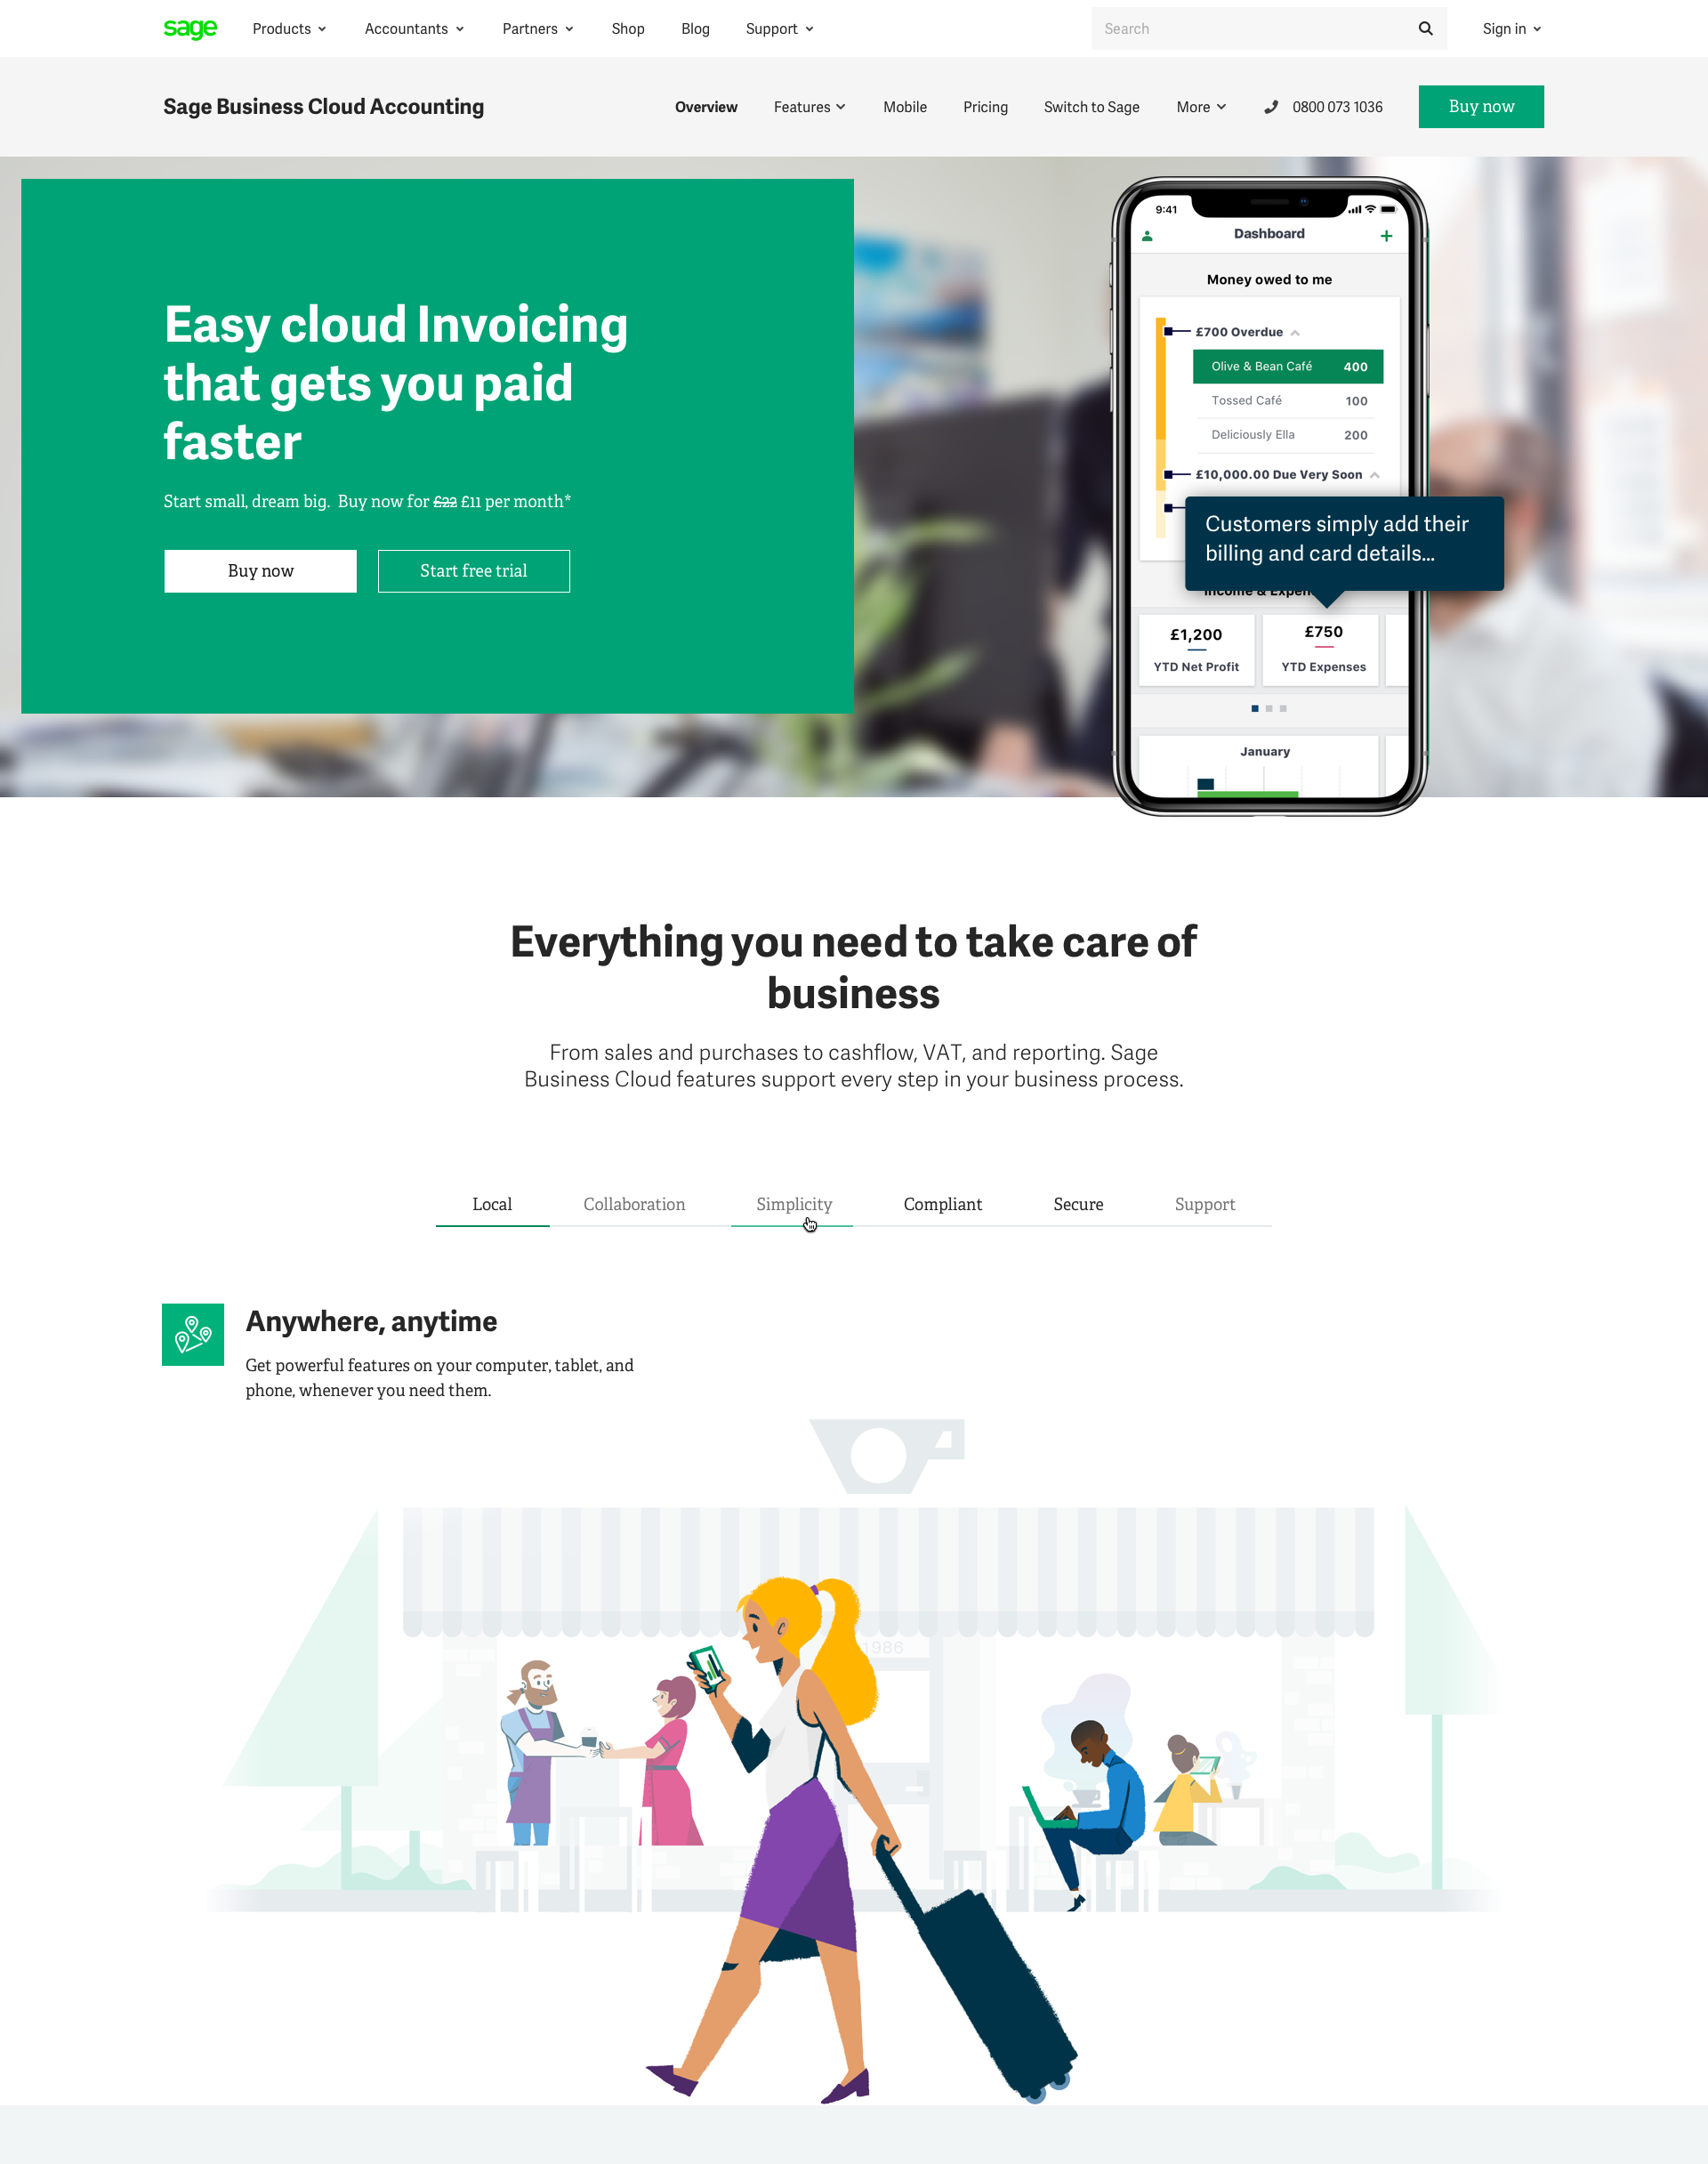 sage Products Accountants Partners Shop Blog Support Search Sign in
Sage Business Cloud Accounting Overview Features Mobile Pricing Switch to Sage More 0800 073 1036 Buy now
Easy cloud Invoicing
that gets you paid
faster
Start small, dream big. Buy now for £22 £11 per month*
Buy now Start free trial
9:41
Dashboard +
Money owed to me
£700 Overdue
Olive & Bean Café 400
Tossed Café 100
Deliciously Ella 200
£10,000.00 Due Very Soon
Customers simply add their
billing and card details...
Income & Expen
£1,200 £750
YTD Net Profit YTD Expenses
January
Everything you need to take care of
business
From sales and purchases to cashflow, VAT, and reporting. Sage
Business Cloud features support every step in your business process.
Local Collaboration Simplicity Compliant Secure Support
Anywhere, anytime
Get powerful features on your computer, tablet, and
phone, whenever you need them.
1986